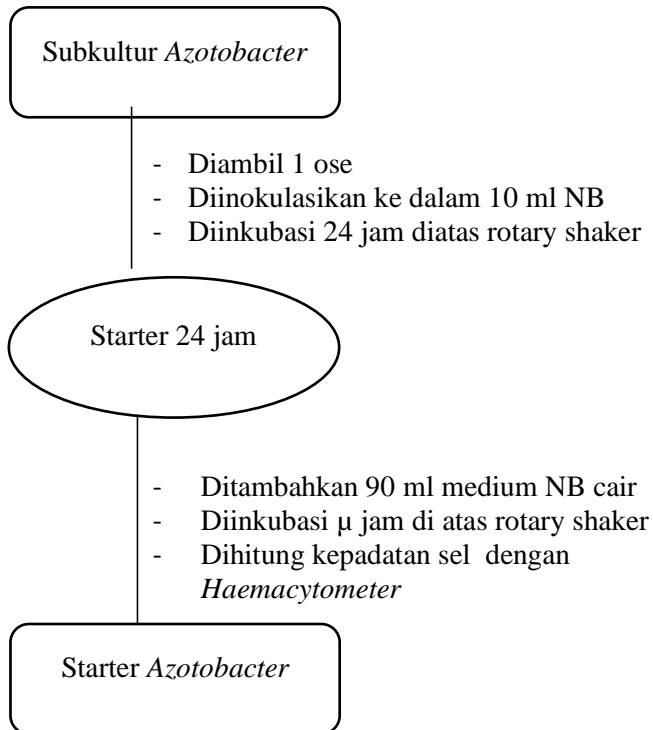 Subkultur Azotobacter
- Diambil 1 ose
- Diinokulasikan ke dalam 10 ml NB
- Diinkubasi 24 jam diatas rotary shaker
Starter 24 jam
- Ditambahkan 90 ml medium NB cair
- Diinkubasi µ jam di atas rotary shaker
- Dihitung kepadatan sel dengan
Haemacytometer
Starter Azotobacter